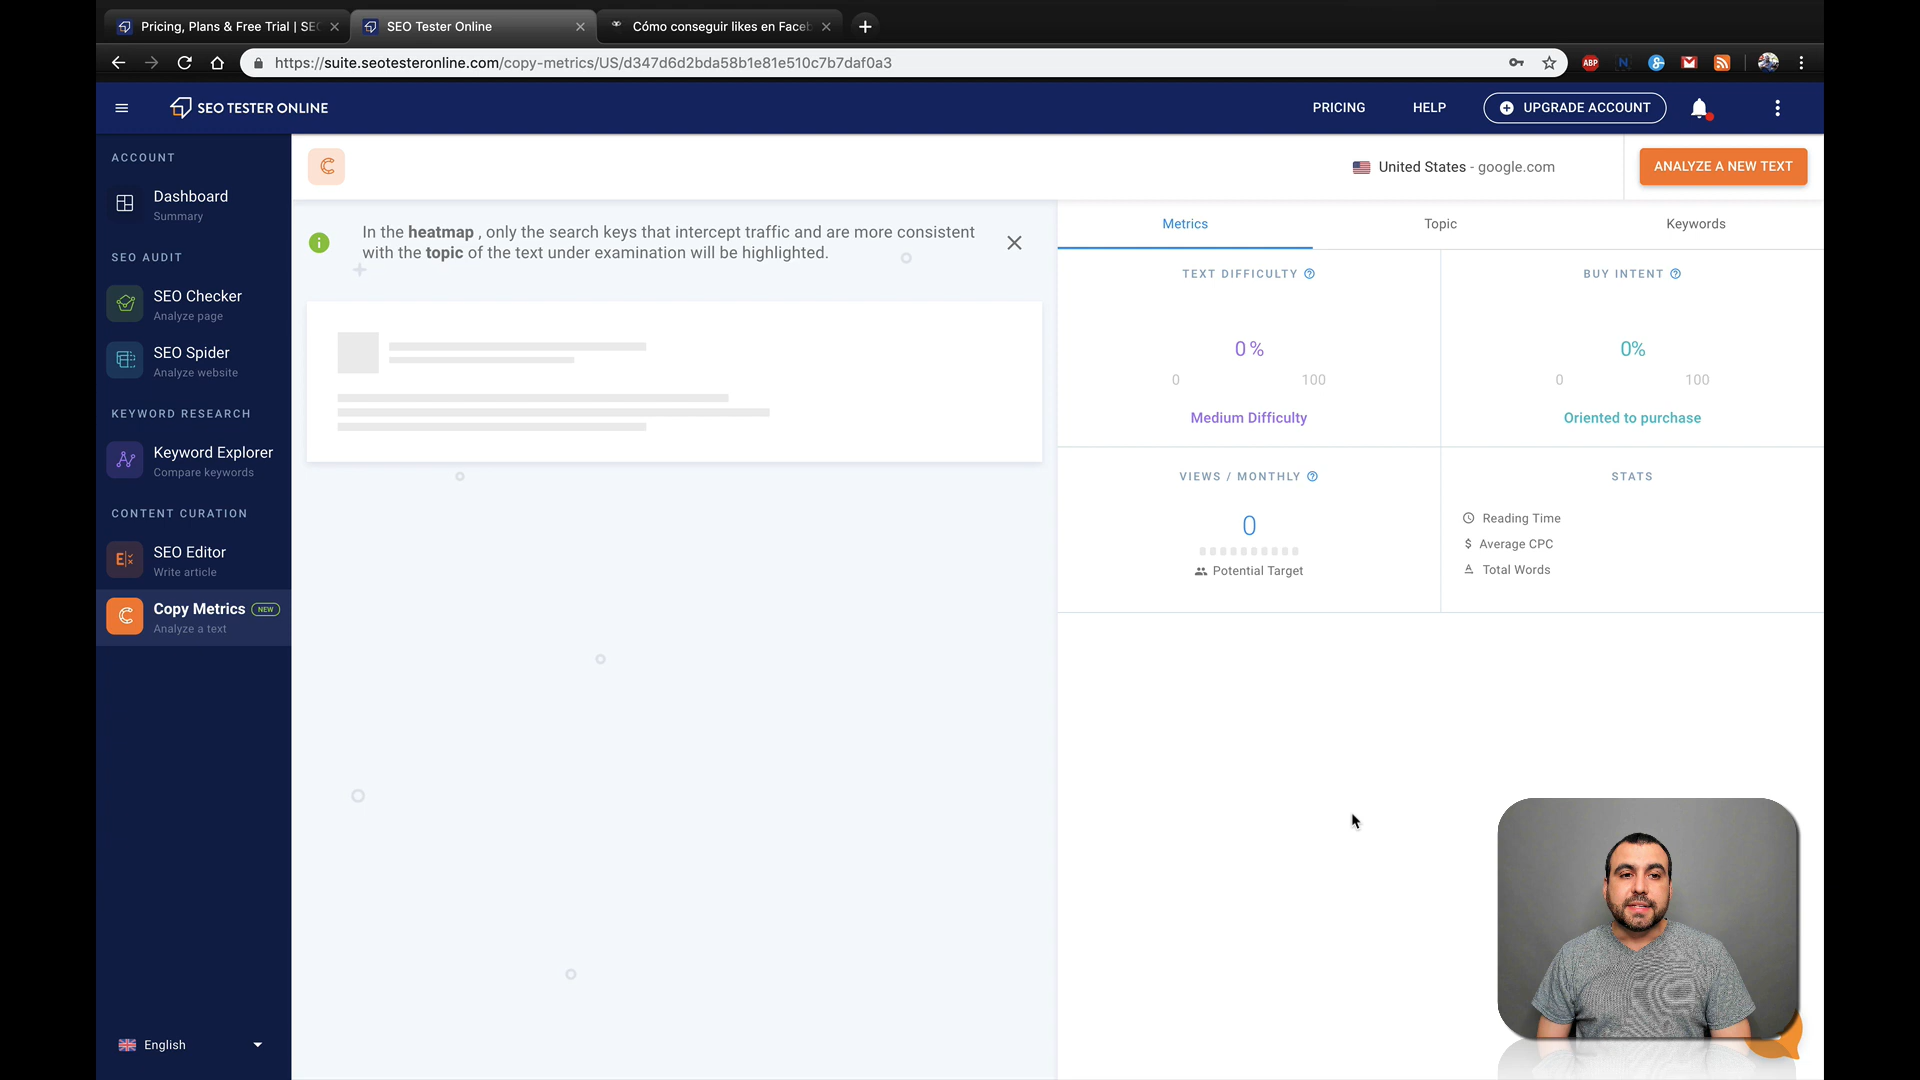 Pricing, Plans & Free Trial | SEO
SEO Tester Online
Cómo conseguir likes en Faceb
https://suite.seotesteronline.com/copy-metrics/US/d347d6d2bda58b1e81e510c7b7daf0a3
ABP
N
SEO TESTER ONLINE
PRICING
HELP
UPGRADE ACCOUNT
ACCOUNT
Dashboard
Summary
SEO AUDIT
SEO Checker
Analyze page
SEO Spider
Analyze website
KEYWORD RESEARCH
Keyword Explorer
Compare keywords
CONTENT CURATION
SEO Editor
Write article
Copy Metrics NEW
Analyze a text
English
C
United States - google.com
ANALYZE A NEW TEXT
In the heatmap , only the search keys that intercept traffic and are more consistent
with the topic of the text under examination will be highlighted.
Metrics
Topic
Keywords
TEXT DIFFICULTY
0 %
0 100
Medium Difficulty
BUY INTENT
0%
0 100
Oriented to purchase
VIEWS / MONTHLY
0
Potential Target
STATS
Reading Time
$ Average CPC
Total Words